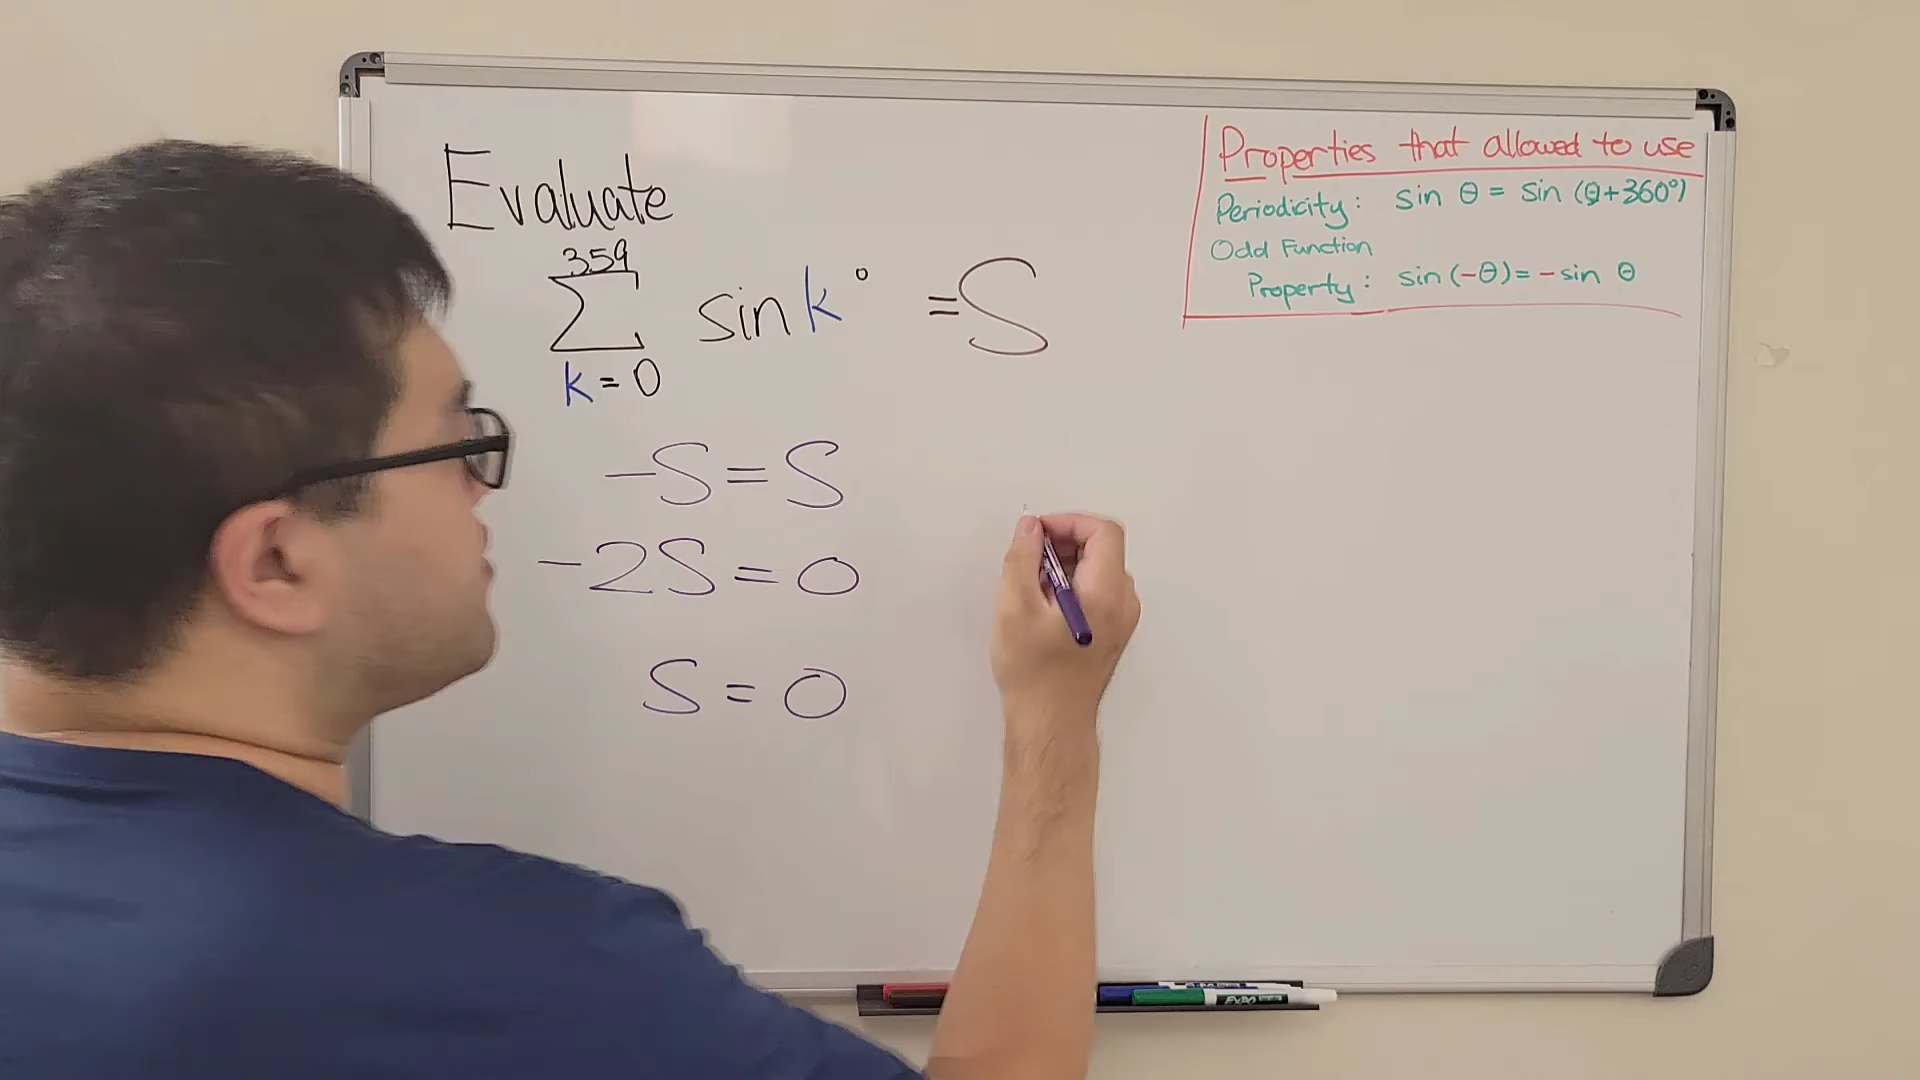 Evaluate
359
∑ sin k° = S
k = 0
-S = S
-2S = 0
S = 0
Properties that allowed to use
Periodicity: sin θ = sin (θ+360°)
Odd Function
Property: sin (-θ) = - sin θ
EXPO